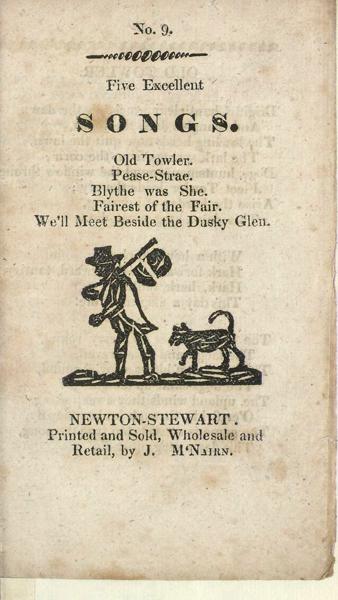 No. 9.
Five Excellent
SONGS.
Old Towler.
Pease-Strae.
Blythe was She.
Fairest of the Fair.
We'll Meet Beside the Dusky Glen.
NEWTON-STEWART.
Printed and Sold, Wholesale and
Retail, by J. M'NAIRN.